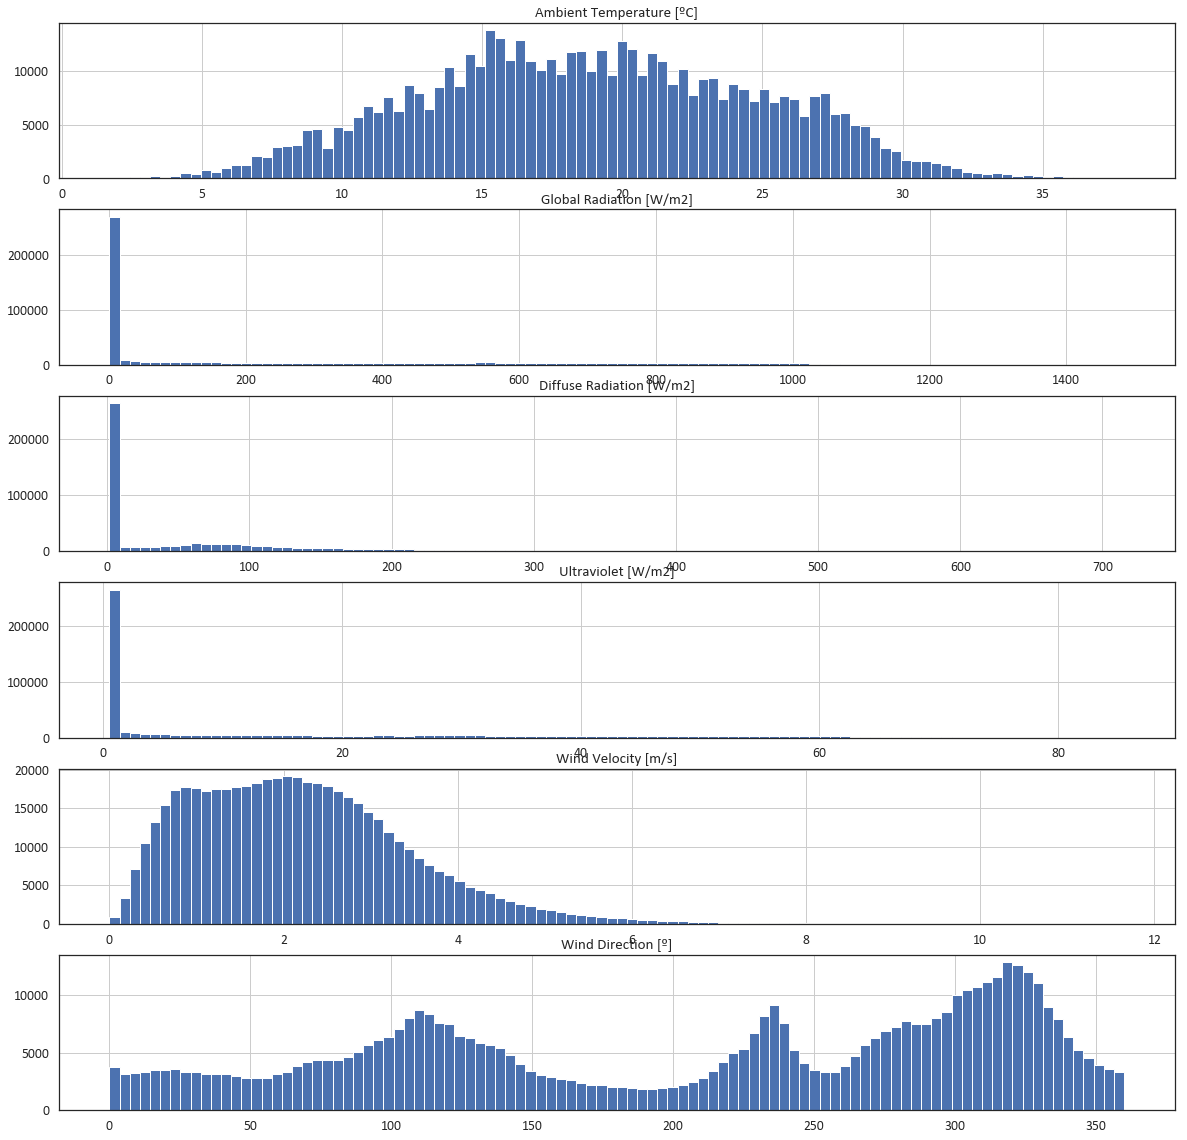 Ambient Temperature [ºC]
10000
5000
0
0 5 10 15 20 25 30 35
Global Radiation [W/m2]
200000
100000
0
0 200 400 600 800 1000 1200 1400
Diffuse Radiation [W/m2]
200000
100000
0
0 100 200 300 400 500 600 700
Ultraviolet [W/m2]
200000
100000
0
0 20 40 60 80
Wind Velocity [m/s]
20000
15000
10000
5000
0
0 2 4 6 8 10 12
Wind Direction [º]
10000
5000
0
0 50 100 150 200 250 300 350